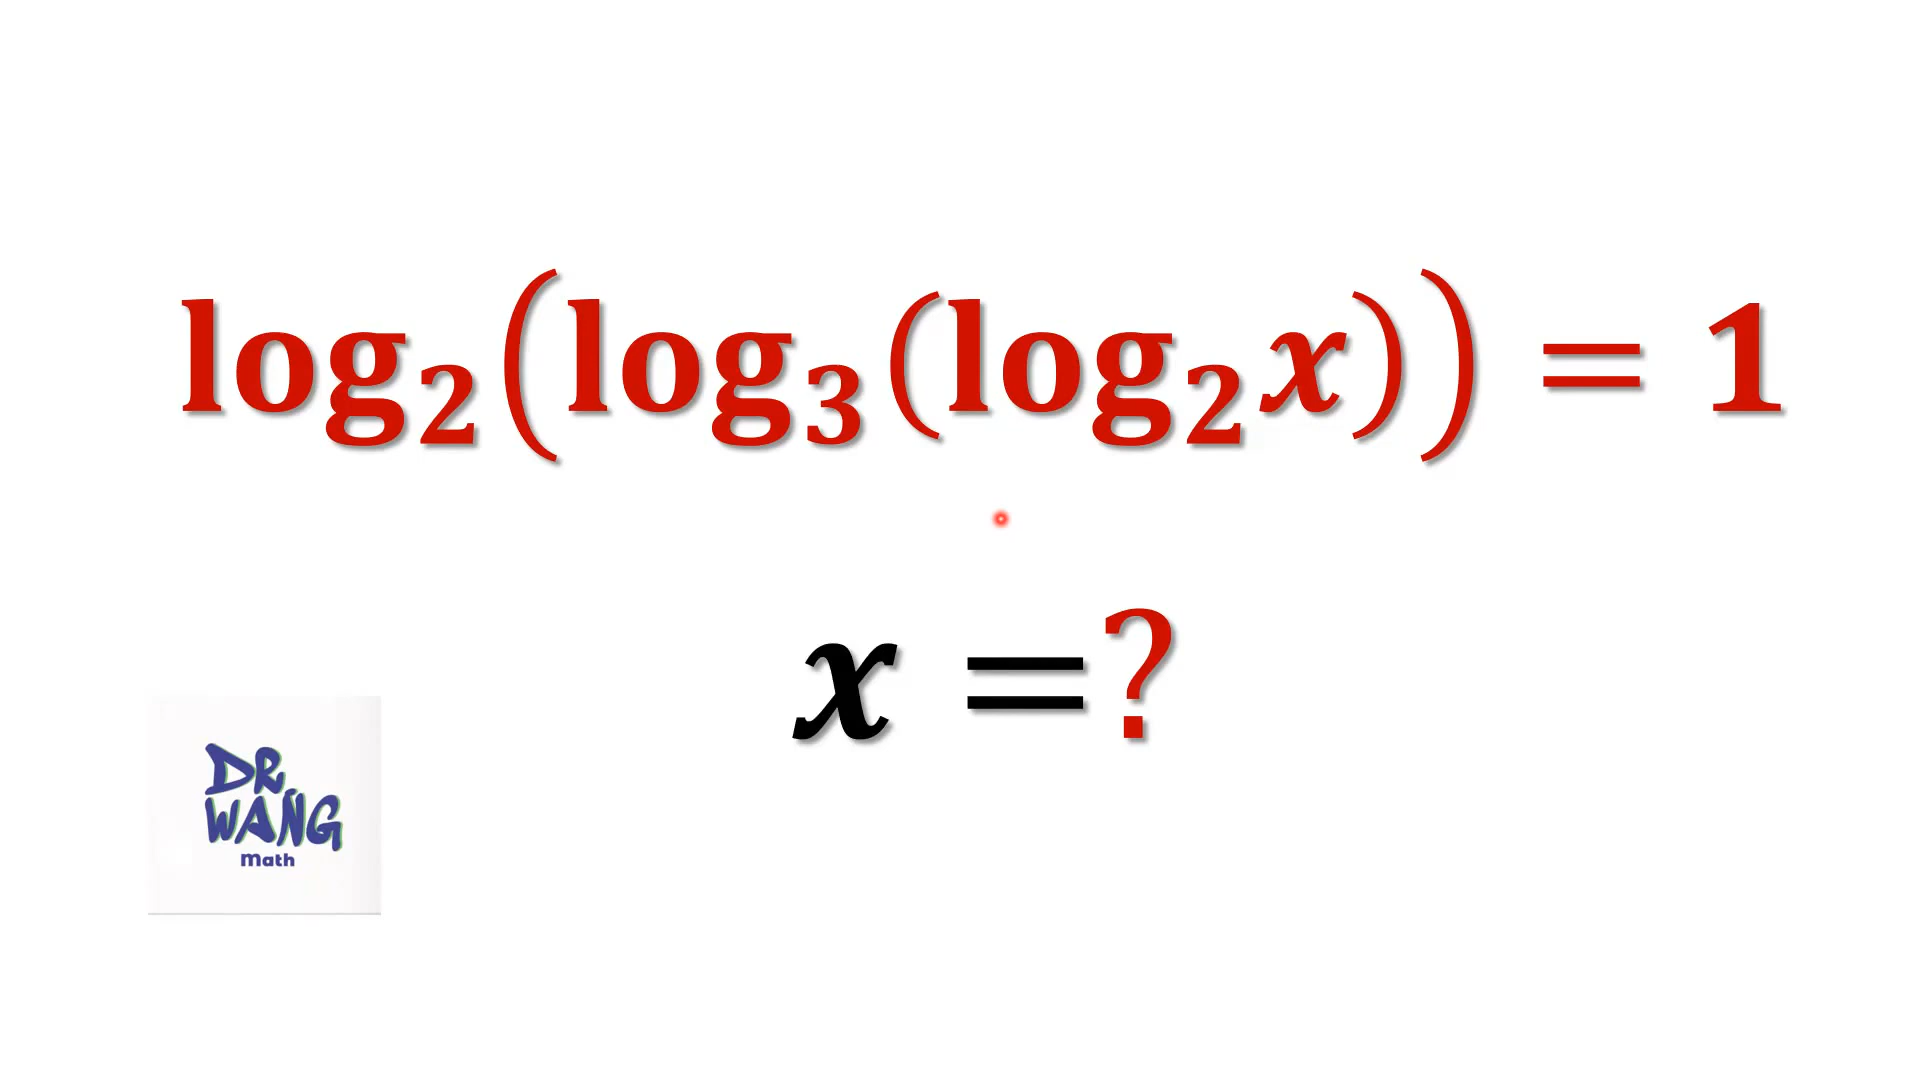 log₂(log₃(log₂x)) = 1
x =?
DR
WANG
Math